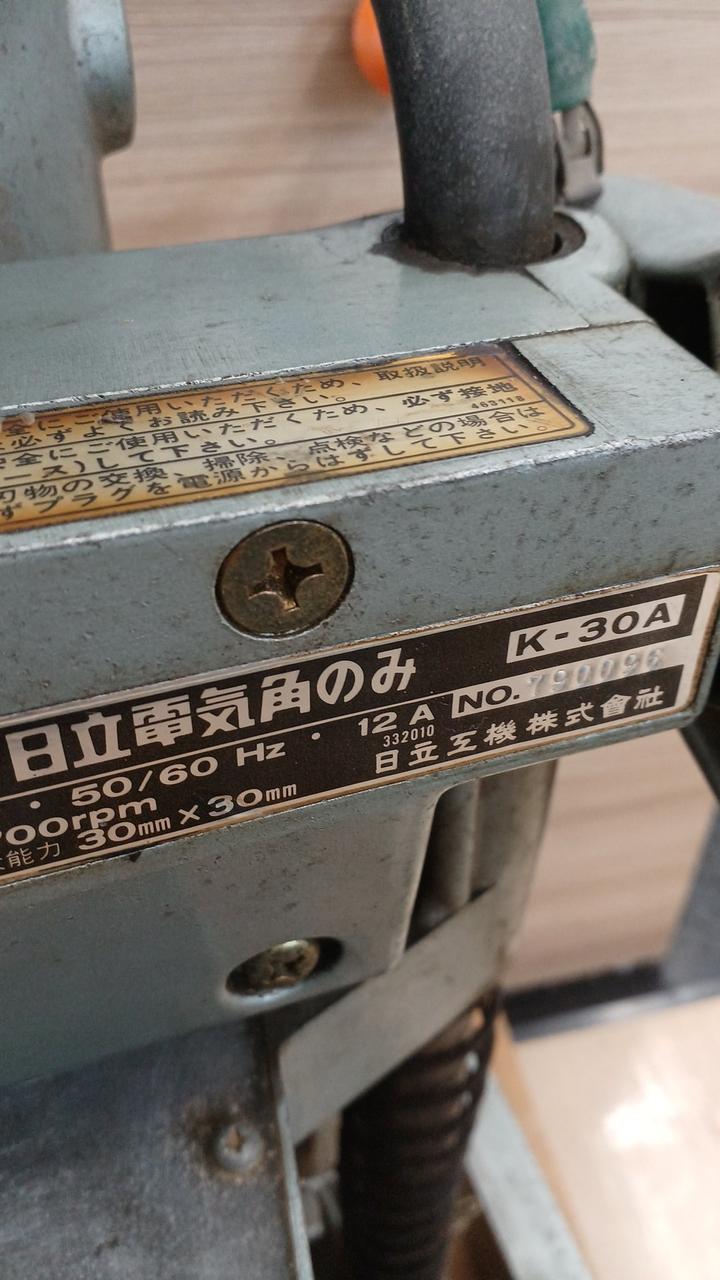 全にご使用いただくため、取扱説明
必ずよくお読み下さい。
安全にご使用いただくため、必ず接地
ース)して下さい。
463118
刃物の交換、掃除、点検などの場合は
ずプラグを電源からはずして下さい。
日立電気角のみ K-30A
・50/60 Hz・12A NO. 790096
332010
00rpm 日立工機株式會社
能力 30mm×30mm